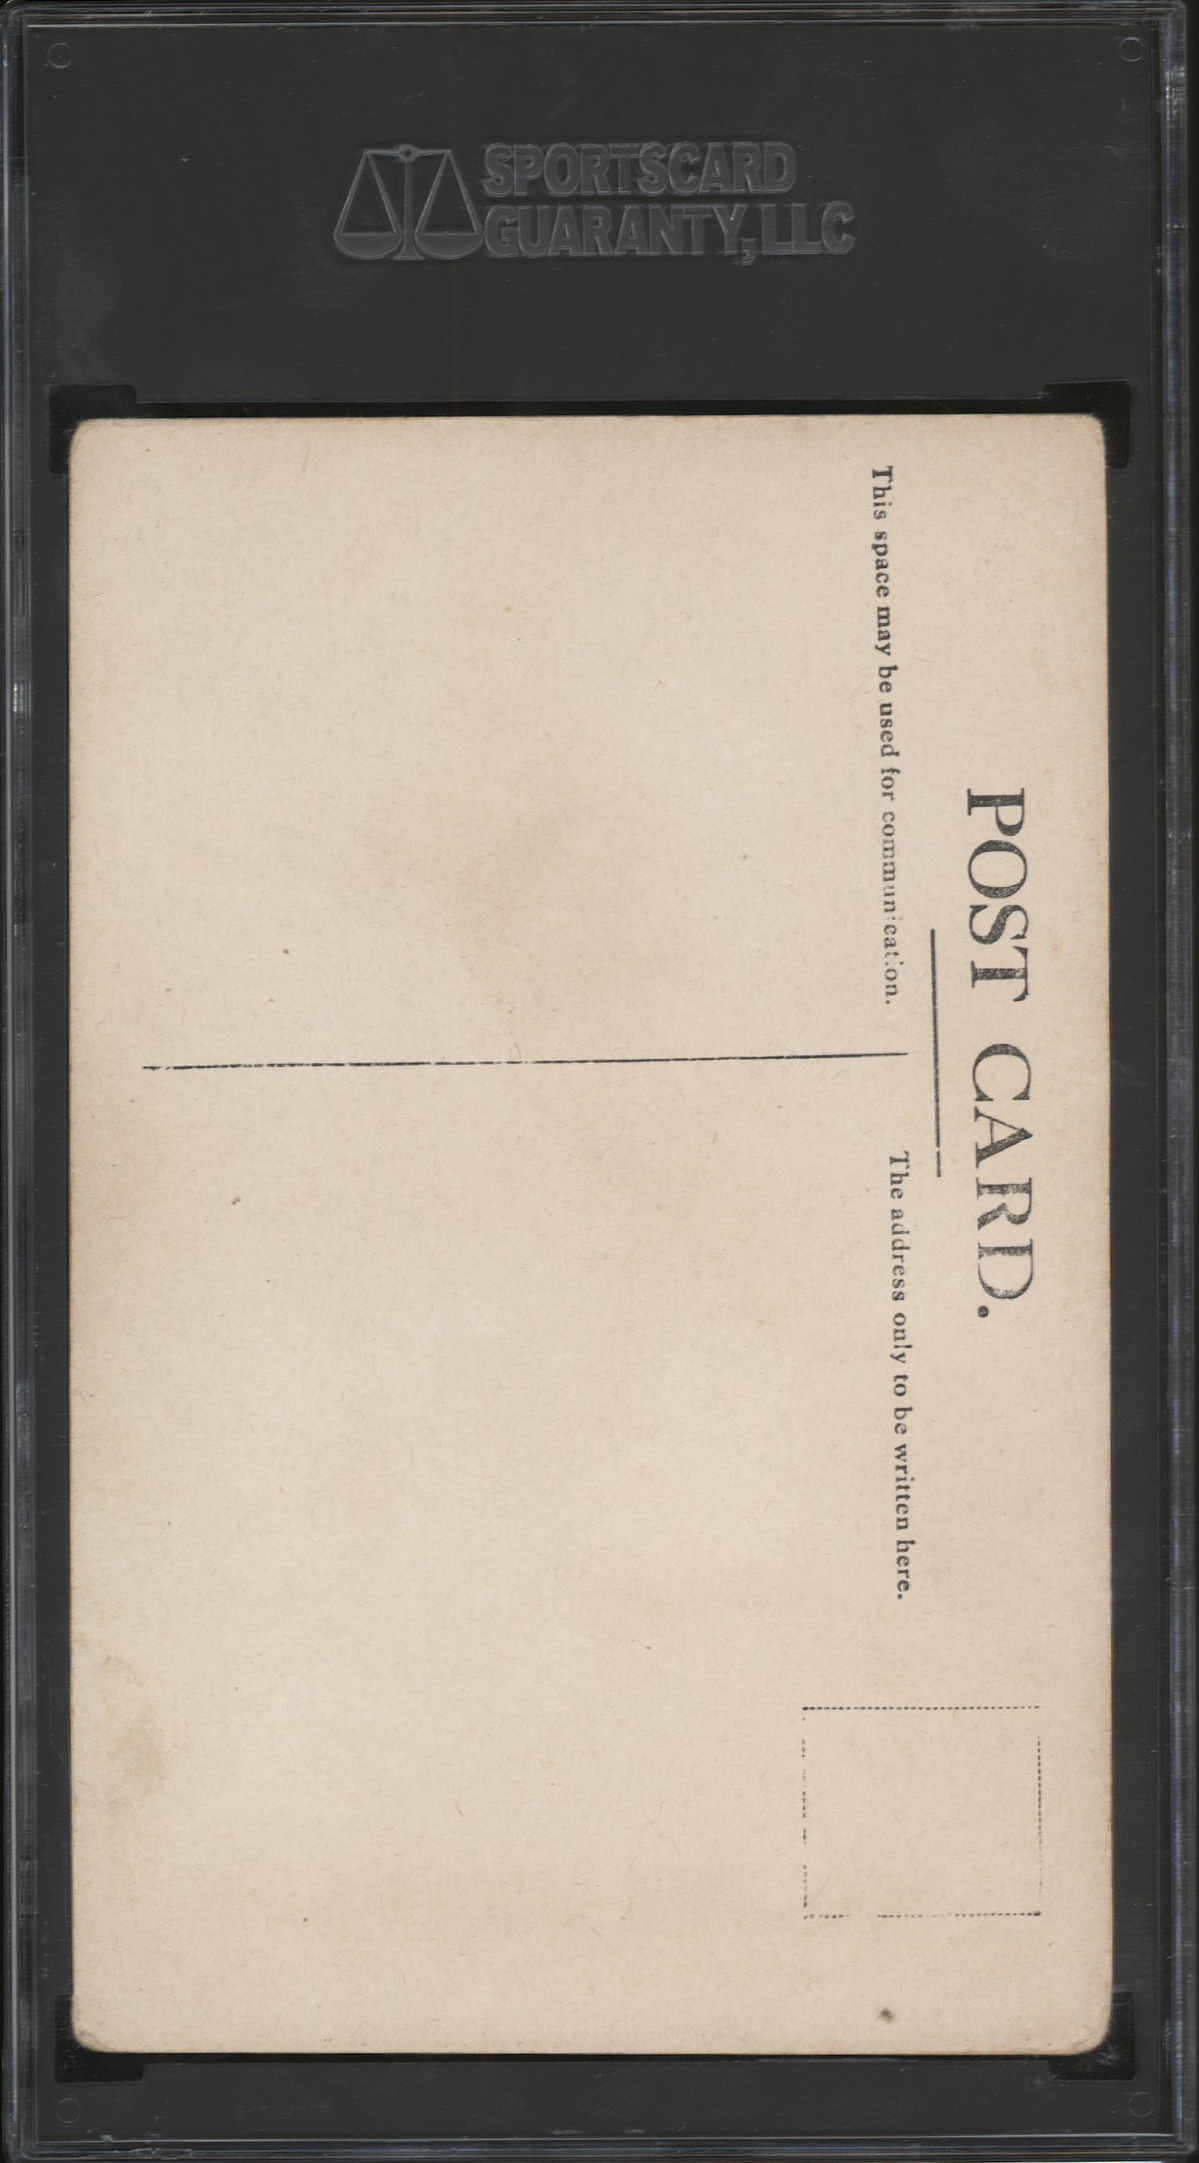 SPORTSCARD
GUARANTY, LLC
POST CARD.
This space may be used for communication.
The address only to be written here.